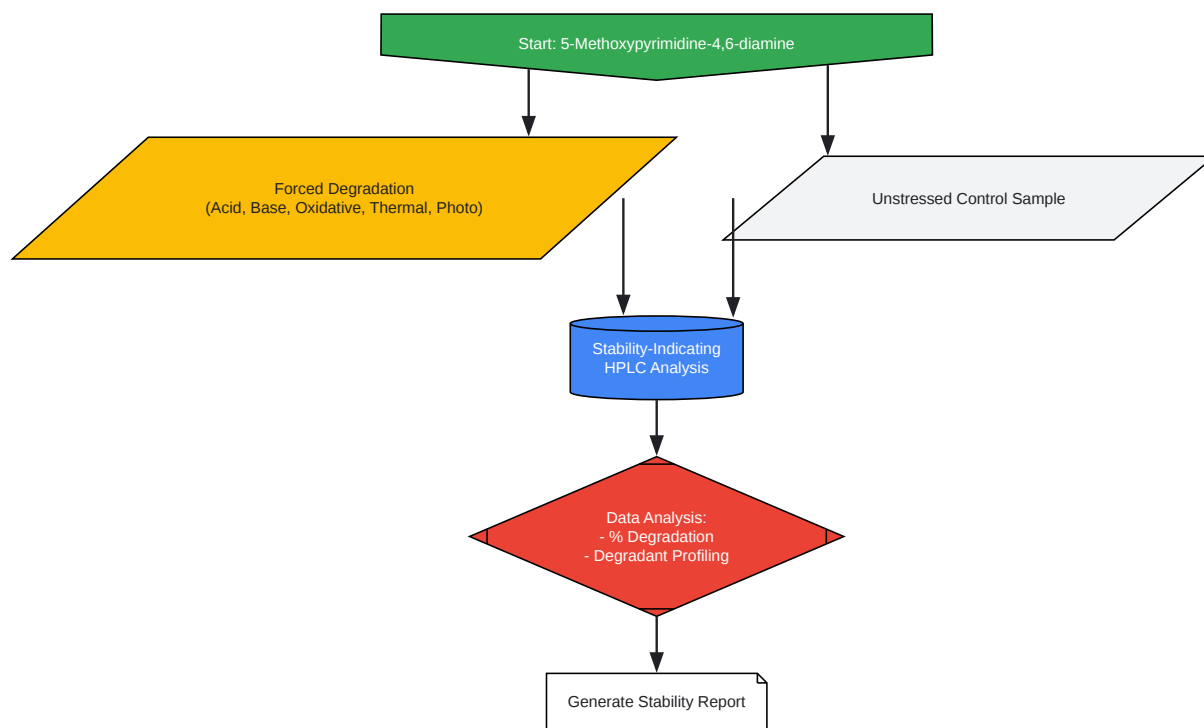 Start: 5-Methoxypyrimidine-4,6-diamine
Forced Degradation
(Acid, Base, Oxidative, Thermal, Photo)
Unstressed Control Sample
Stability-Indicating
HPLC Analysis
Data Analysis:
- % Degradation
- Degradant Profiling
Generate Stability Report